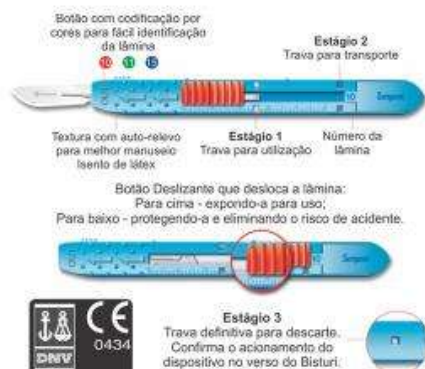 Botão com codificação por
cores para fácil identificação
da lâmina
10 11 15
Estágio 2
Trava para transporte
Textura com auto-relevo
para melhor manuseio
Isento de látex
Estágio 1
Trava para utilização
Número da
lâmina
Botão Deslizante que desloca a lâmina:
Para cima - expondo-a para uso;
Para baixo - protegendo-a e eliminando o risco de acidente.
Estágio 3
Trava definitiva para descarte.
Confirma o acionamento do
dispositivo no verso do Bisturi.
CE
0434
DNV